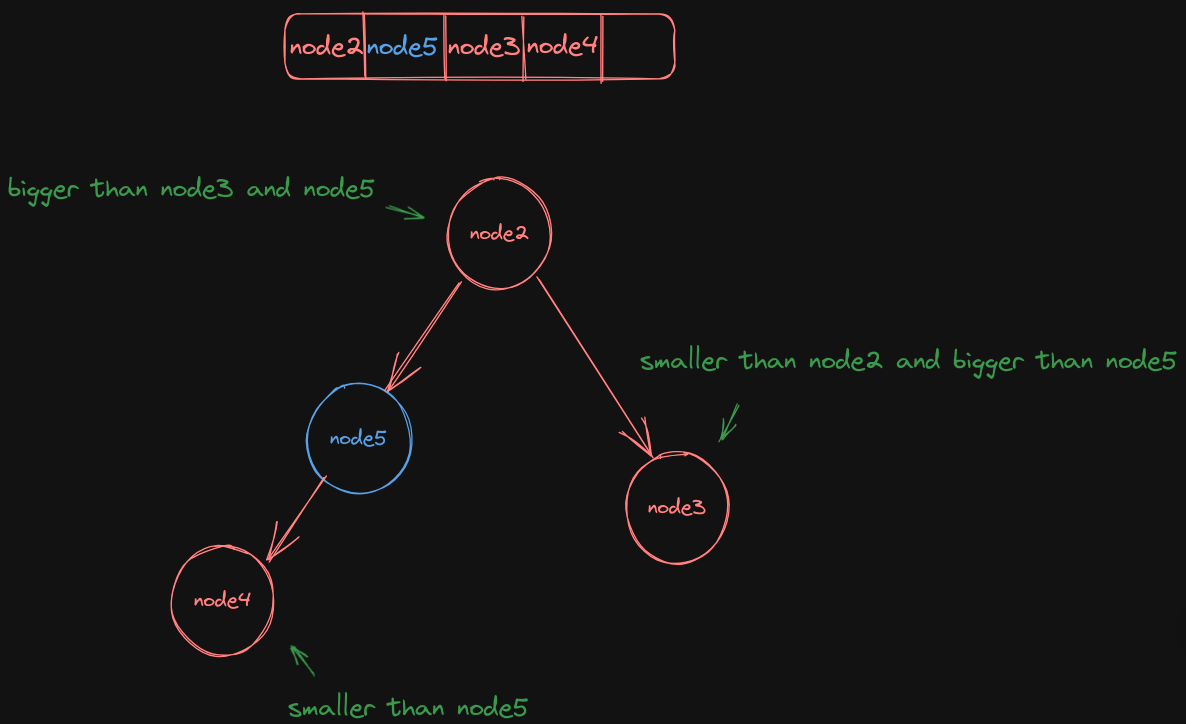 node2 node5 node3 node4
bigger than node3 and node5
node2
smaller than node2 and bigger than node5
node5
node3
node4
smaller than node5